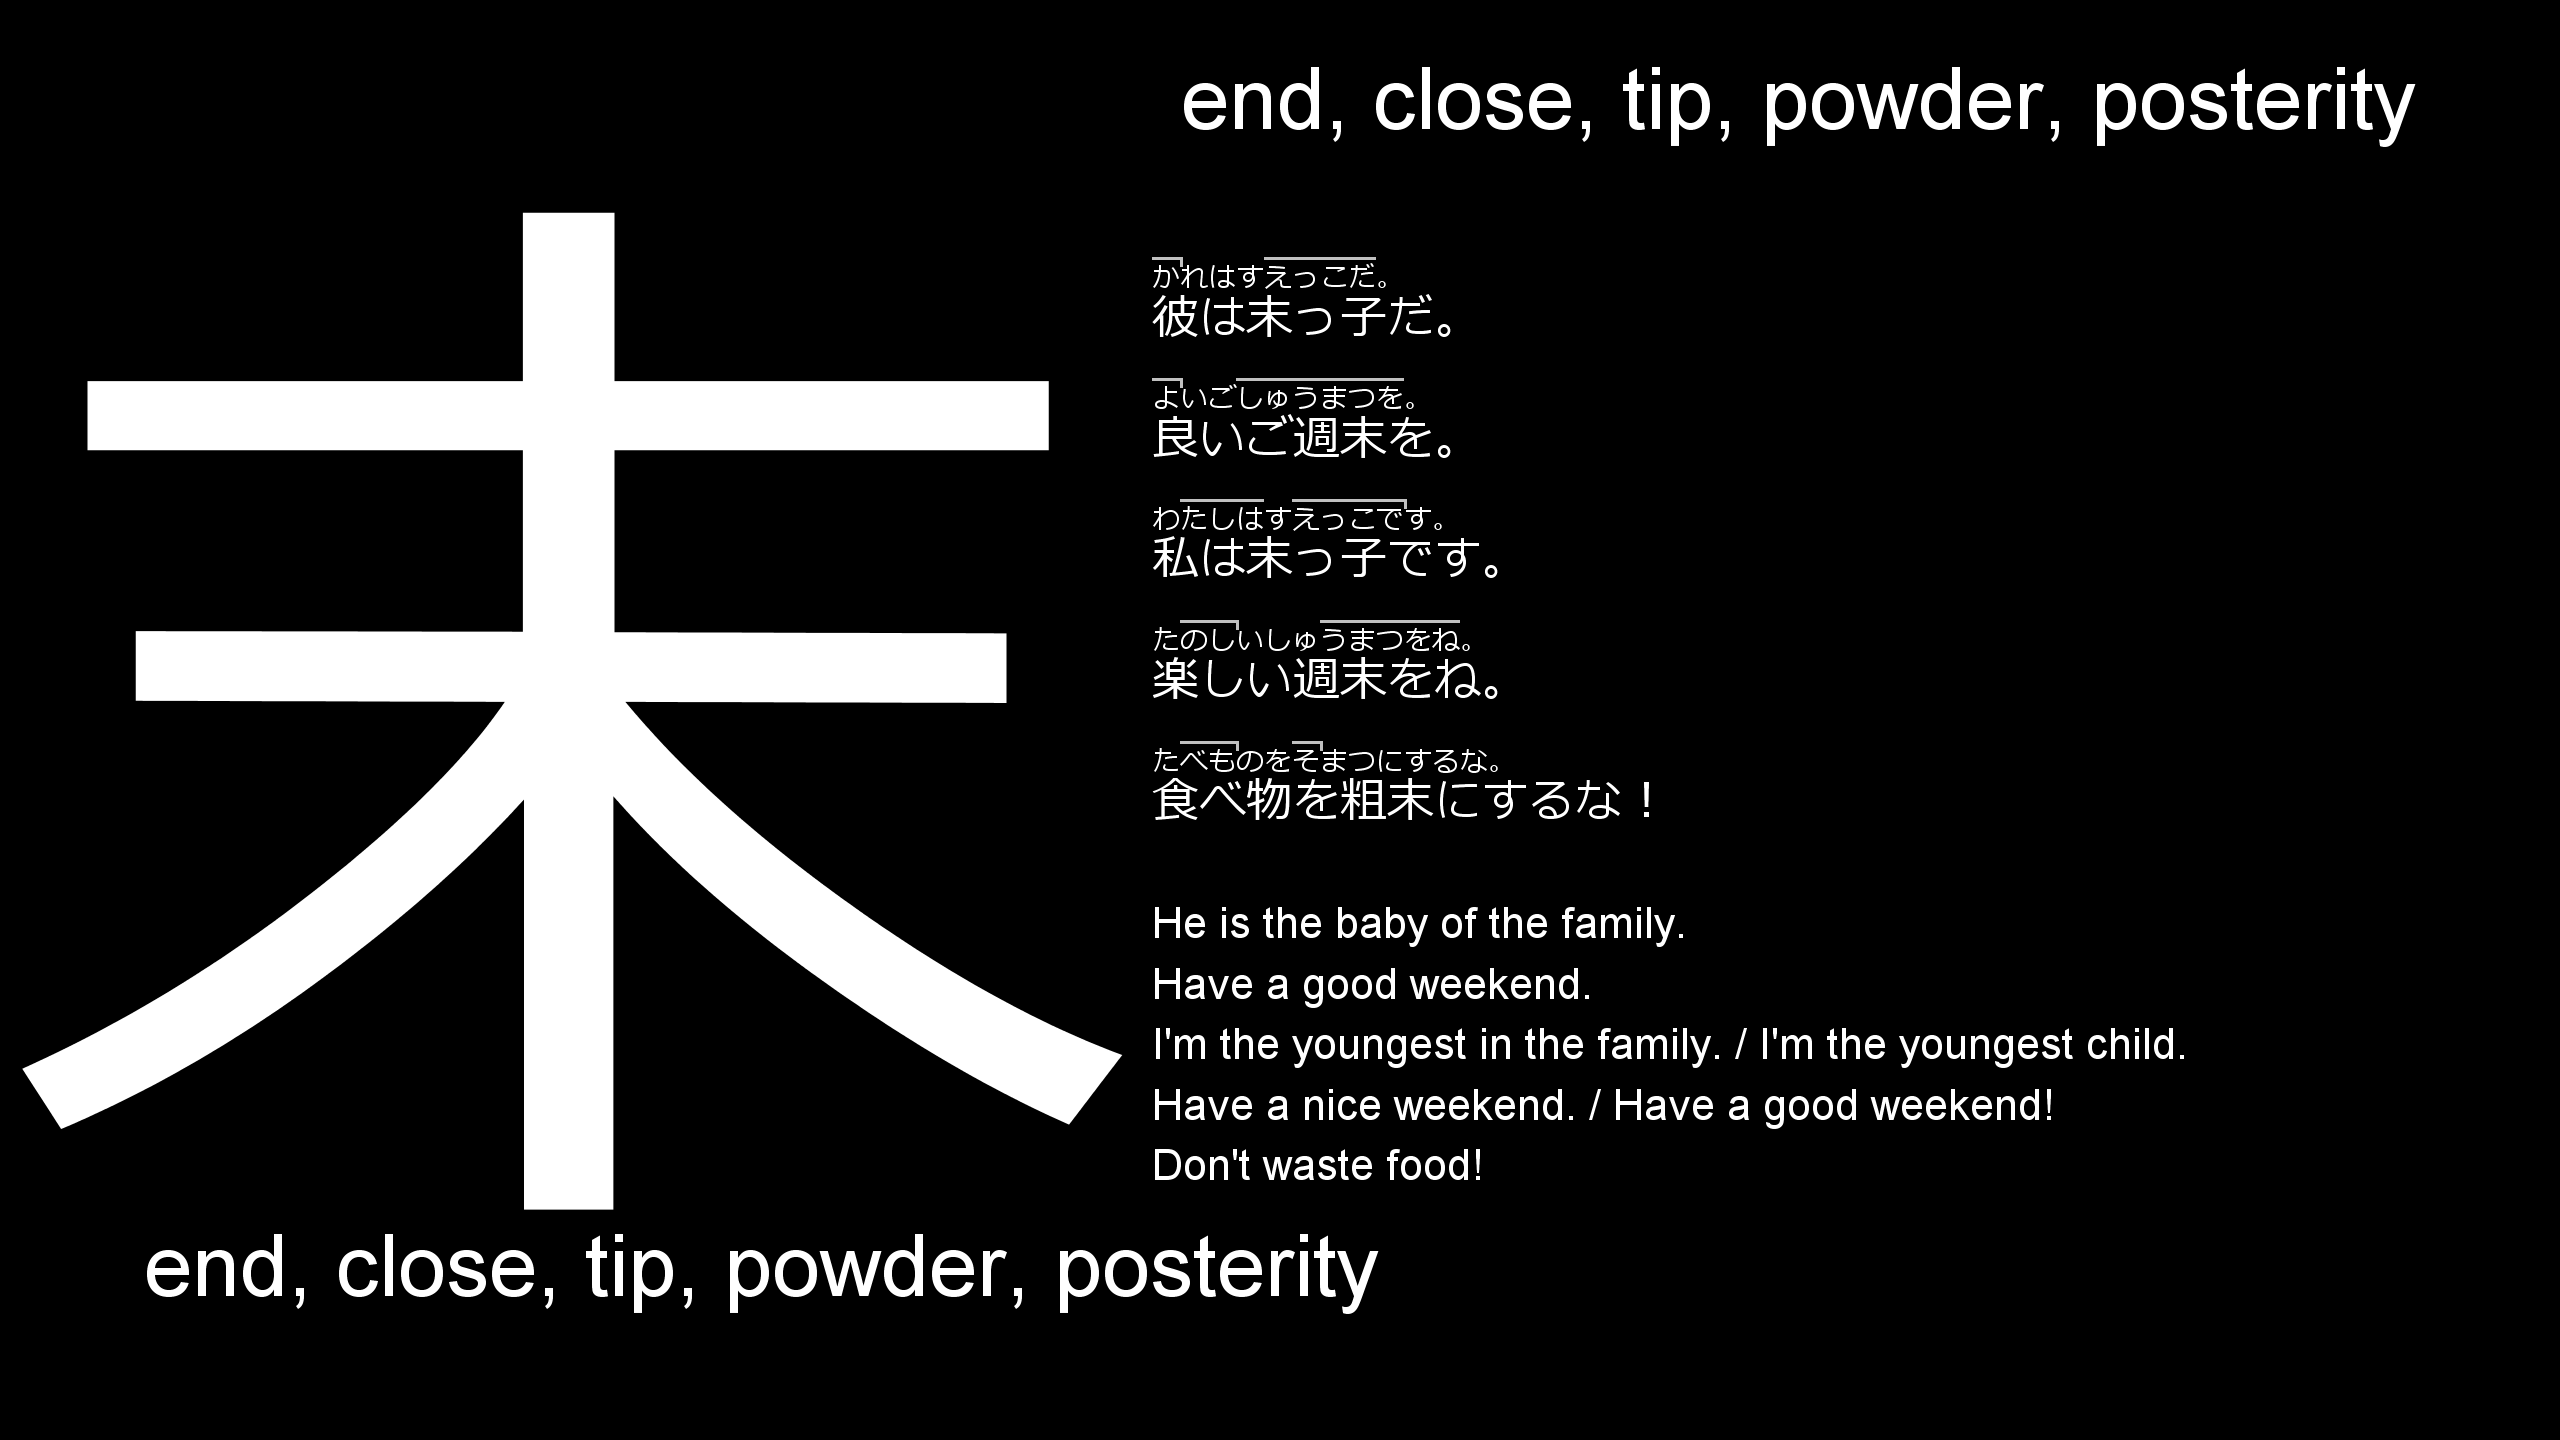 end, close, tip, powder, posterity
末
かれはすえっこだ。
彼は末っ子だ。
よいごしゅうまつを。
良いご週末を。
わたしはすえっこです。
私は末っ子です。
たのしいしゅうまつをね。
楽しい週末をね。
たべものをそまつにするな。
食べ物を粗末にするな！
He is the baby of the family.
Have a good weekend.
I'm the youngest in the family. / I'm the youngest child.
Have a nice weekend. / Have a good weekend!
Don't waste food!
end, close, tip, powder, posterity